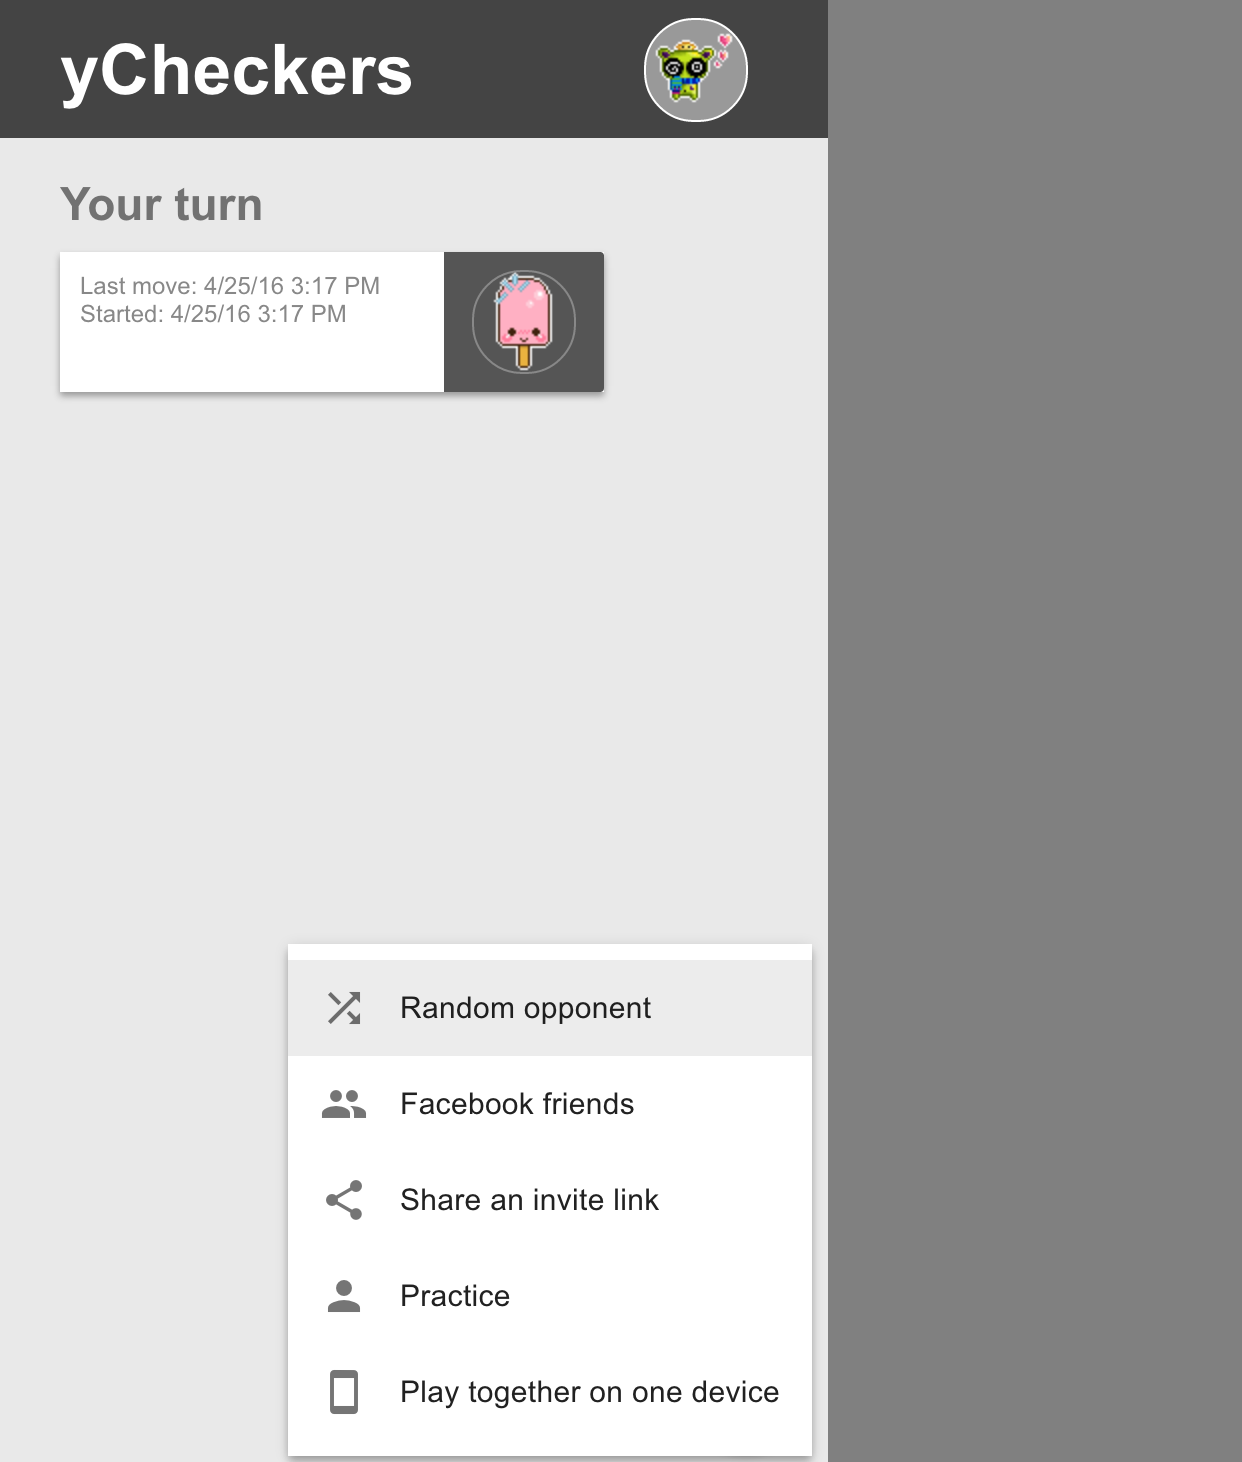 yCheckers
Your turn
Last move: 4/25/16 3:17 PM
Started: 4/25/16 3:17 PM
Random opponent
Facebook friends
Share an invite link
Practice
Play together on one device